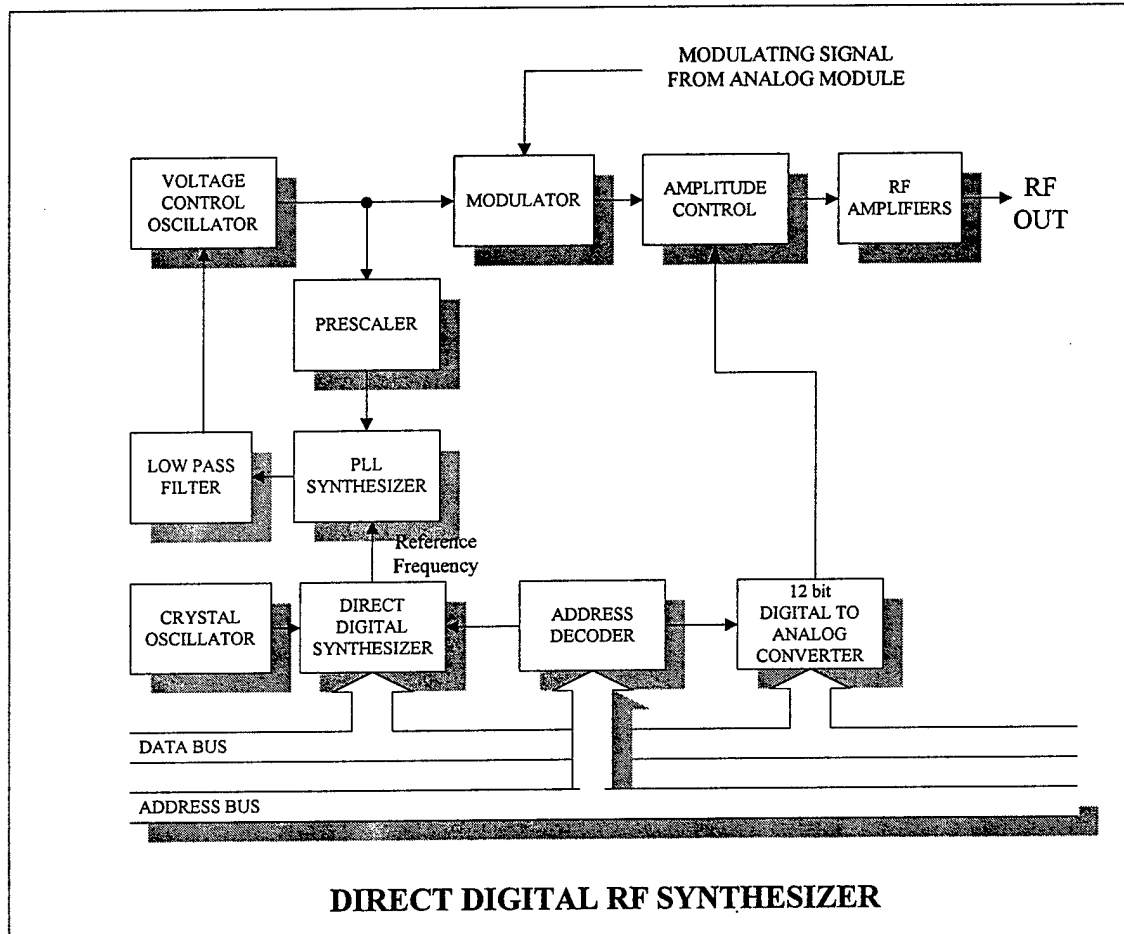 MODULATING SIGNAL
FROM ANALOG MODULE
VOLTAGE
CONTROL
OSCILLATOR
MODULATOR
AMPLITUDE
CONTROL
RF
AMPLIFIERS
RF
OUT
PRESCALER
LOW PASS
FILTER
PLL
SYNTHESIZER
Reference
Frequency
CRYSTAL
OSCILLATOR
DIRECT
DIGITAL
SYNTHESIZER
ADDRESS
DECODER
12 bit
DIGITAL TO
ANALOG
CONVERTER
DATA BUS
ADDRESS BUS
DIRECT DIGITAL RF SYNTHESIZER